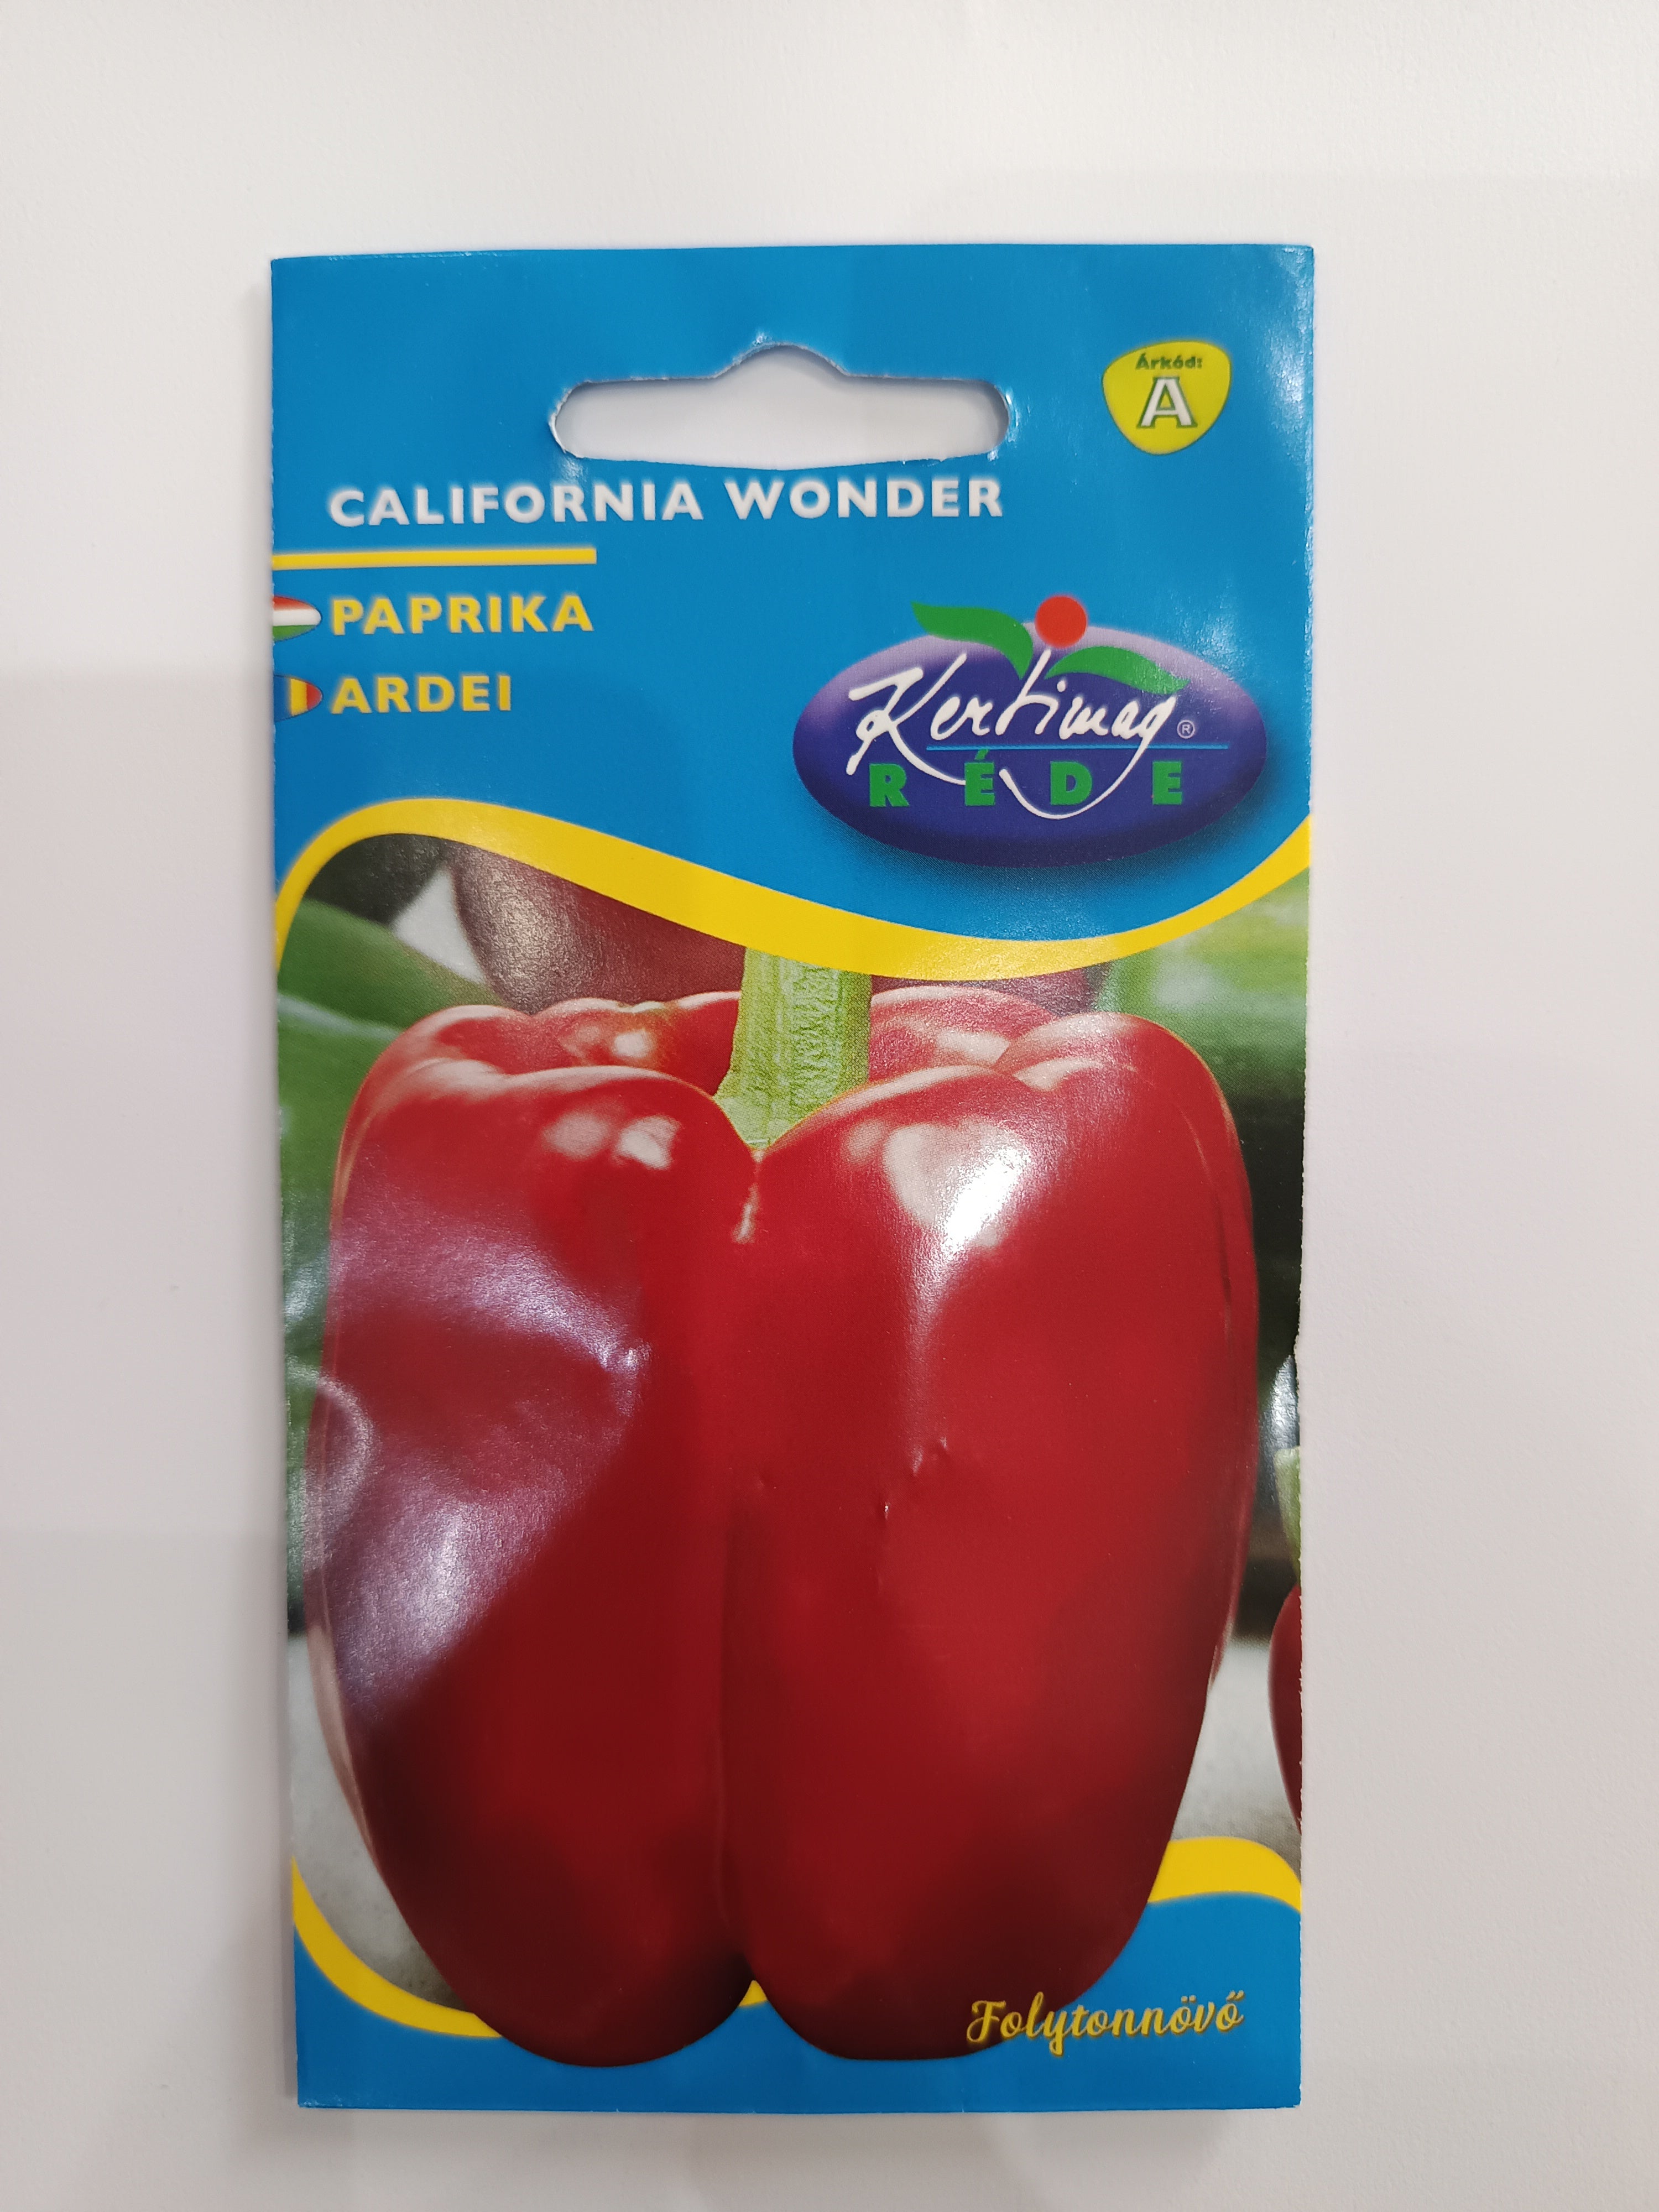 Árkód:
A
CALIFORNIA WONDER
PAPRIKA
ARDEI
Kertimag®
RÉDE
Folytonnövő